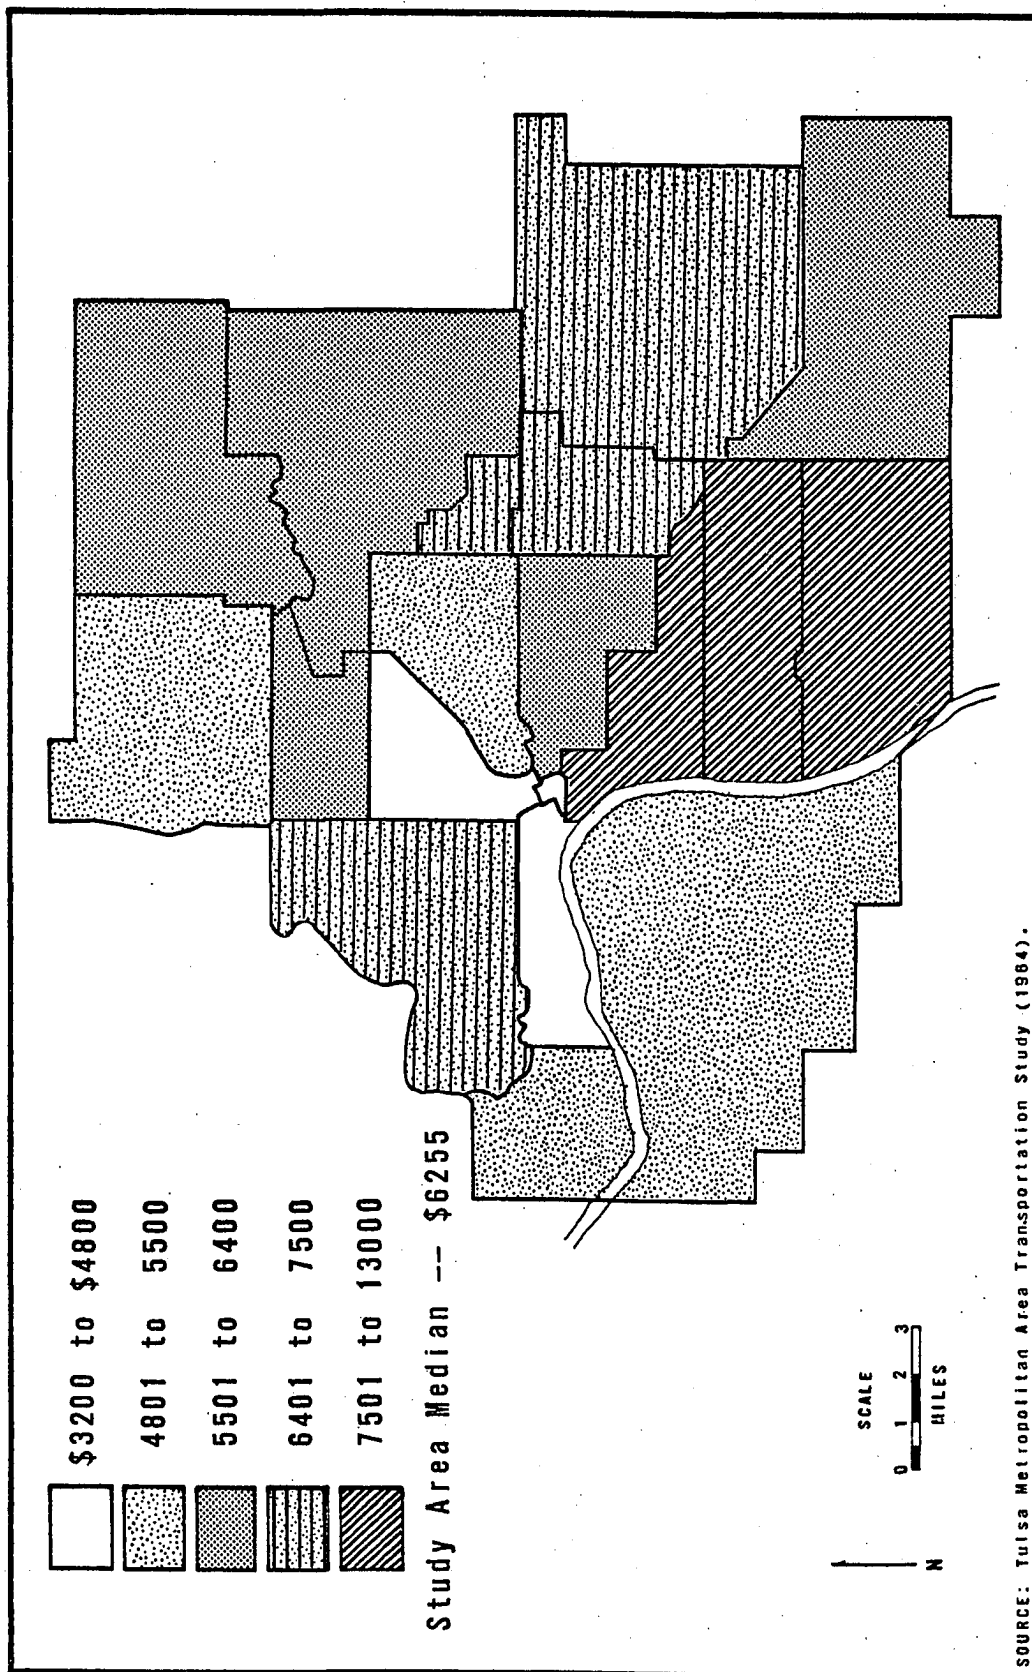 $3200 to $4800
4801 to 5500
5501 to 6400
6401 to 7500
7501 to 13000
Study Area Median -- $6255
SCALE
0 1 2 3
MILES
N
SOURCE: Tulsa Metropolitan Area Transportation Study (1964).